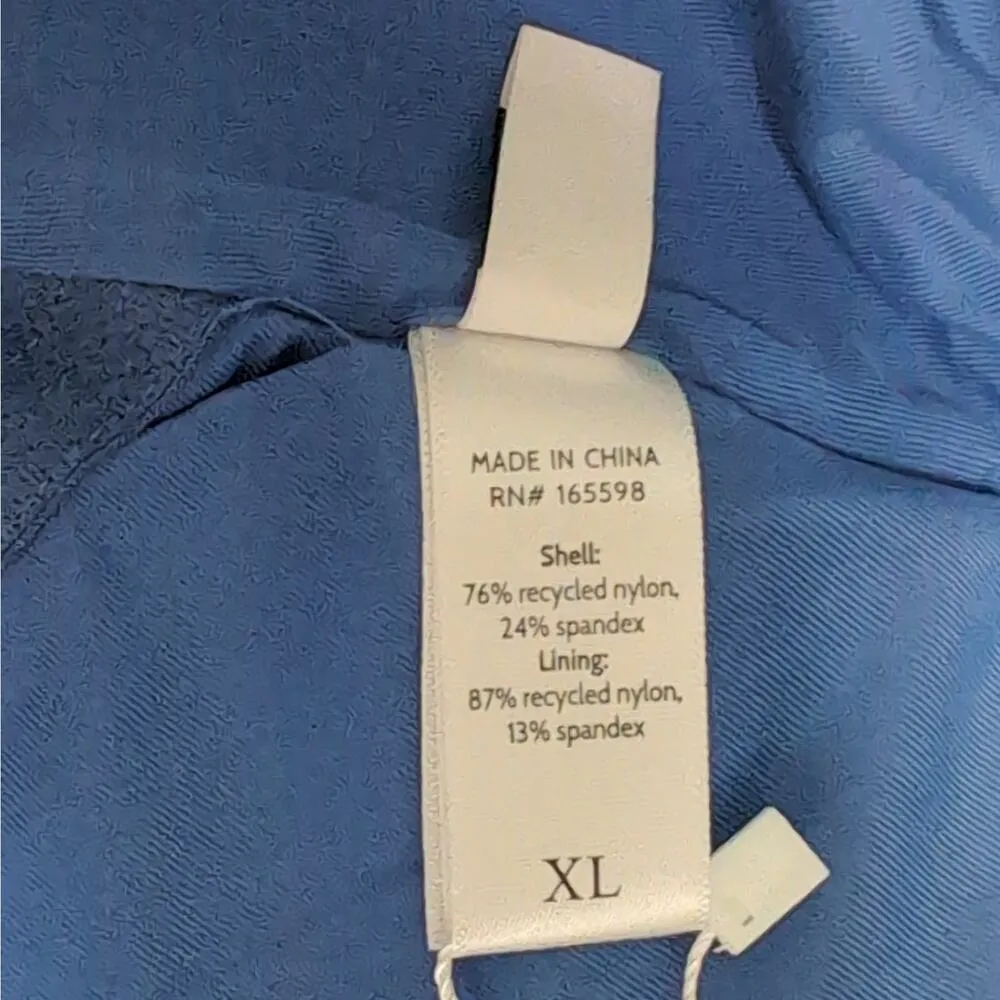 MADE IN CHINA
RN# 165598
Shell:
76% recycled nylon,
24% spandex
Lining:
87% recycled nylon,
13% spandex
XL